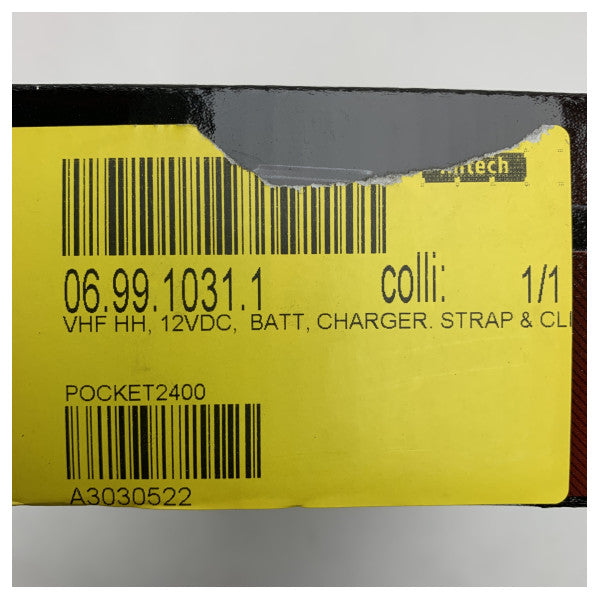 06.99.1031.1 colli: 1/1
VHF HH, 12VDC, BATT, CHARGER. STRAP & CLI
POCKET2400
A3030522